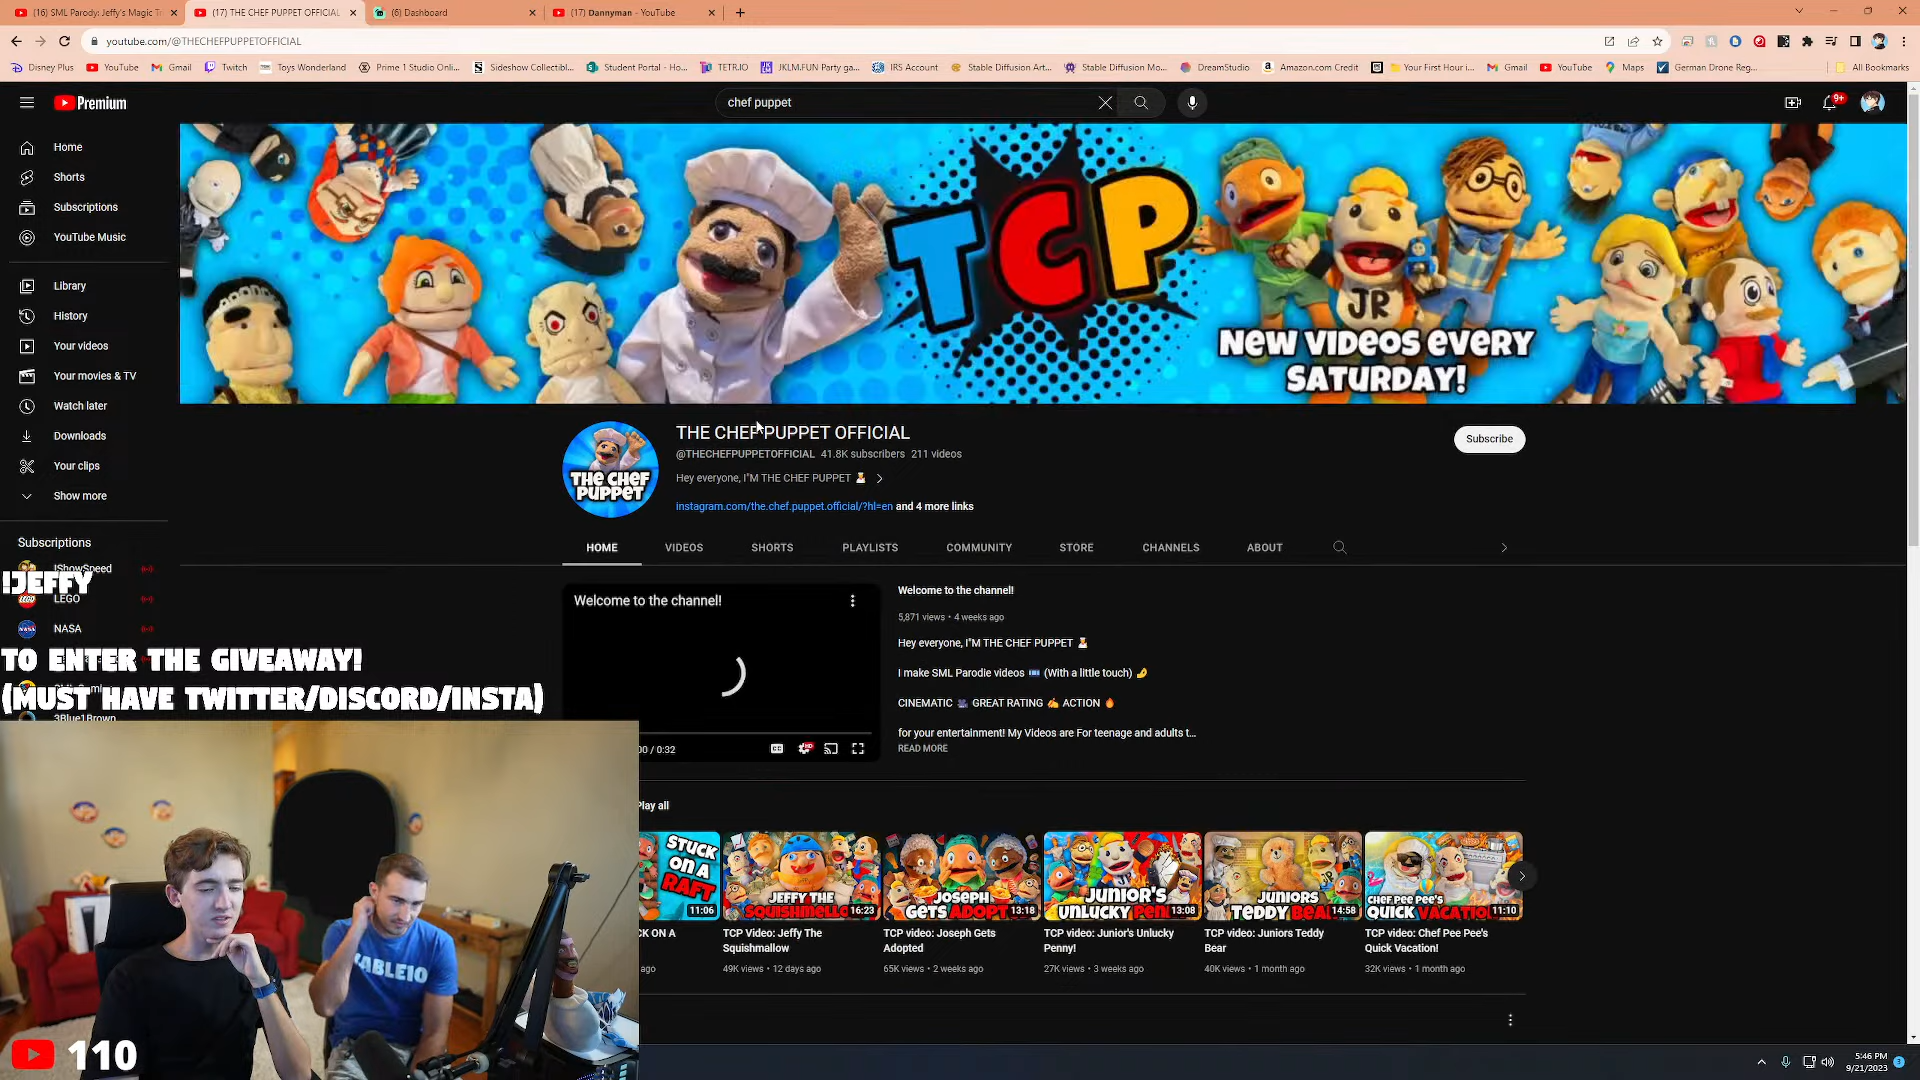 (16) SML Parody: Jeffy's Magic T
(17) THE CHEF PUPPET OFFICIAL
(6) Dashboard
(17) Dannyman - YouTube
youtube.com/@THECHEFPUPPETOFFICIAL
Disney Plus
YouTube
Gmail
Twitch
Toys Wonderland
Prime 1 Studio Onli...
Sideshow Collectibl...
Student Portal - Ho...
TETR.IO
JKLM.FUN Party ga...
IRS Account
Stable Diffusion Art...
Stable Diffusion Mo...
DreamStudio
Amazon.com Credit
Your First Hour i...
Gmail
YouTube
Maps
German Drone Reg...
All Bookmarks
Premium
chef puppet
9+
Home
Shorts
Subscriptions
YouTube Music
Library
History
Your videos
Your movies & TV
Watch later
Downloads
Your clips
Show more
Subscriptions
IShowSpeed
LEGO
NASA
3Blue1Brown
!JEFFY
TO ENTER THE GIVEAWAY!
(MUST HAVE TWITTER/DISCORD/INSTA)
TCP
JR
NEW VIDEOS EVERY
SATURDAY!
THE CHEF
PUPPET
THE CHEF PUPPET OFFICIAL
@THECHEFPUPPETOFFICIAL 41.8K subscribers 211 videos
Hey everyone, I"M THE CHEF PUPPET
instagram.com/the.chef.puppet.official/?hl=en and 4 more links
Subscribe
HOME
VIDEOS
SHORTS
PLAYLISTS
COMMUNITY
STORE
CHANNELS
ABOUT
Welcome to the channel!
00 / 0:32
Welcome to the channel!
5,871 views • 4 weeks ago
Hey everyone, I"M THE CHEF PUPPET
I make SML Parodie videos (With a little touch)
CINEMATIC GREAT RATING ACTION
for your entertainment! My Videos are For teenage and adults t...
READ MORE
Play all
STUCK
ON A
RAFT
11:06
CK ON A
ago
JEFFY THE
SQUISHMELLO
16:23
TCP Video: Jeffy The
Squishmallow
49K views • 12 days ago
JOSEPH
GETS ADOPT
13:18
TCP video: Joseph Gets
Adopted
65K views • 2 weeks ago
JUNIOR'S
UNLUCKY PEN
13:08
TCP Video: Junior's Unlucky
Penny!
27K views • 3 weeks ago
JUNIORS
TEDDY BEA
14:58
TCP video: Juniors Teddy
Bear
40K views • 1 month ago
CHEF PEE PEE'S
QUICK VACATIO
11:10
TCP video: Chef Pee Pee's
Quick Vacation!
32K views • 1 month ago
CABLEIO
110
5:46 PM
9/21/2023
3